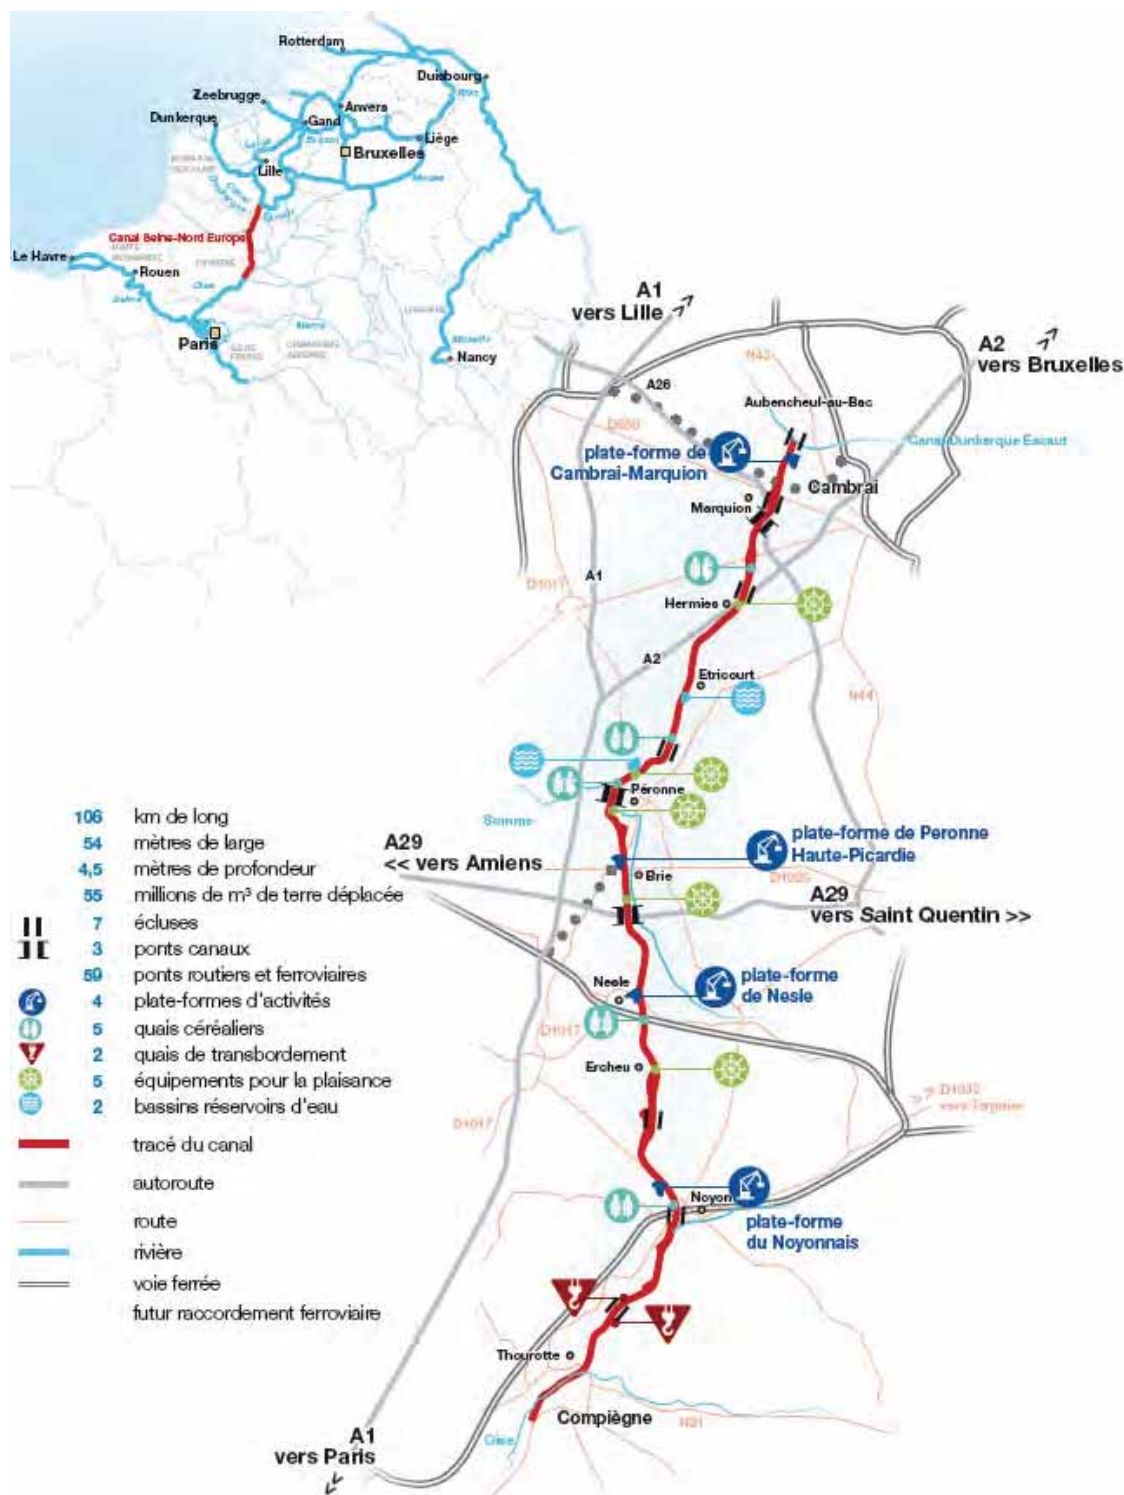 Rotterdam
Duisbourg
Zeebrugge
Anvers
Dunkerque
Gand
Liège
Bruxelles
Lille
Meuse
Canal Seine-Nord Europe
Le Havre
Rouen
Oise
Paris
Nancy
A1
vers Lille
A2
vers Bruxelles
N43
A26
Aubencheul-au-Bac
Canal Dunkerque Escaut
plate-forme de
Cambrai-Marquion
Cambrai
Marquion
A1
Hermies
A2
Etricourt
N44
Péronne
Somme
A29
<< vers Amiens
plate-forme de Peronne
Haute-Picardie
Brie
A29
vers Saint Quentin >>
Nesle
plate-forme
de Nesle
D1017
Ercheu
D1032
vers Tergnier
D1017
Noyon
plate-forme
du Noyonnais
Thourotte
Compiègne
Oise
N31
A1
vers Paris
106 km de long
54 mètres de large
4,5 mètres de profondeur
55 millions de m³ de terre déplacée
7 écluses
3 ponts canaux
59 ponts routiers et ferroviaires
4 plate-formes d'activités
5 quais céréaliers
2 quais de transbordement
5 équipements pour la plaisance
2 bassins réservoirs d'eau
tracé du canal
autoroute
route
rivière
voie ferrée
futur raccordement ferroviaire